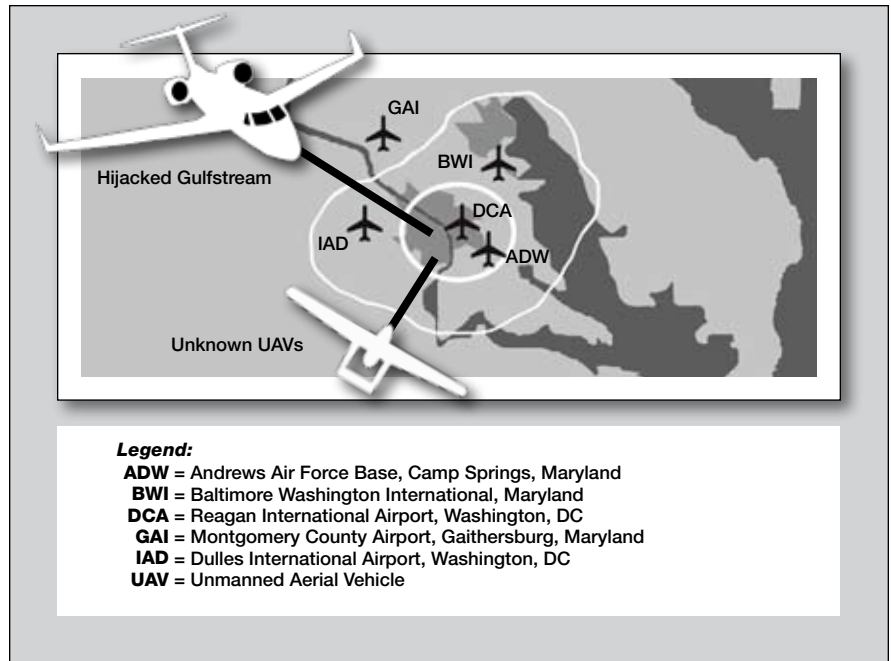 GAI
BWI
Hijacked Gulfstream
DCA
IAD
ADW
Unknown UAVs
Legend:
ADW = Andrews Air Force Base, Camp Springs, Maryland
BWI = Baltimore Washington International, Maryland
DCA = Reagan International Airport, Washington, DC
GAI = Montgomery County Airport, Gaithersburg, Maryland
IAD = Dulles International Airport, Washington, DC
UAV = Unmanned Aerial Vehicle